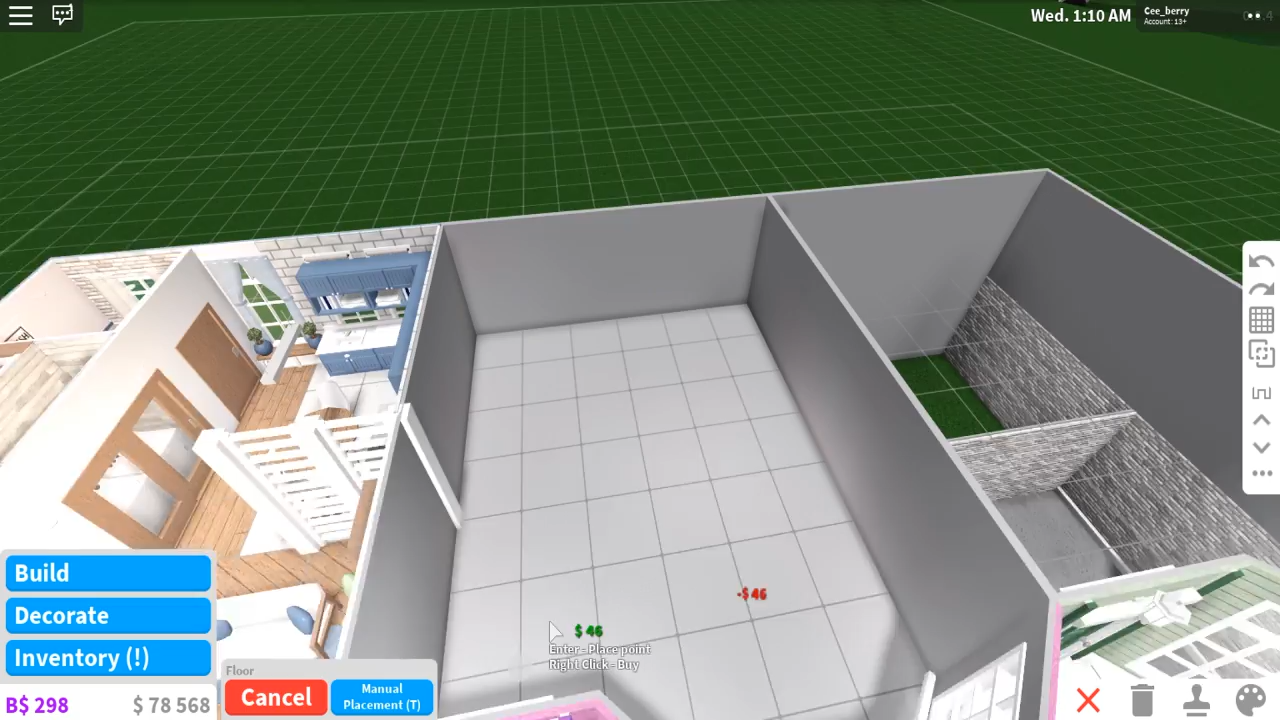 Wed. 1:10 AM
Cee_berry
Account: 13+
-$ 46
$ 46
Enter - Place point
Right Click - Buy
Build
Decorate
Inventory (!)
B$ 298
$ 78 568
Floor
Cancel
Manual
Placement (T)